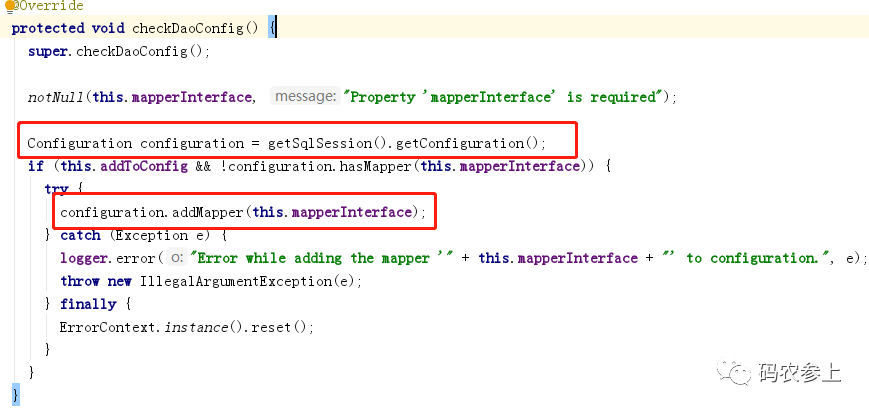 @Override
protected void checkDaoConfig() {
super.checkDaoConfig();
notNull(this.mapperInterface, message: "Property 'mapperInterface' is required");
Configuration configuration = getSqlSession().getConfiguration();
if (this.addToConfig && !configuration.hasMapper(this.mapperInterface)) {
try {
configuration.addMapper(this.mapperInterface);
} catch (Exception e) {
logger.error( o: "Error while adding the mapper '" + this.mapperInterface + "' to configuration.", e);
throw new IllegalArgumentException(e);
} finally {
ErrorContext.instance().reset();
}
}
}
码农参上